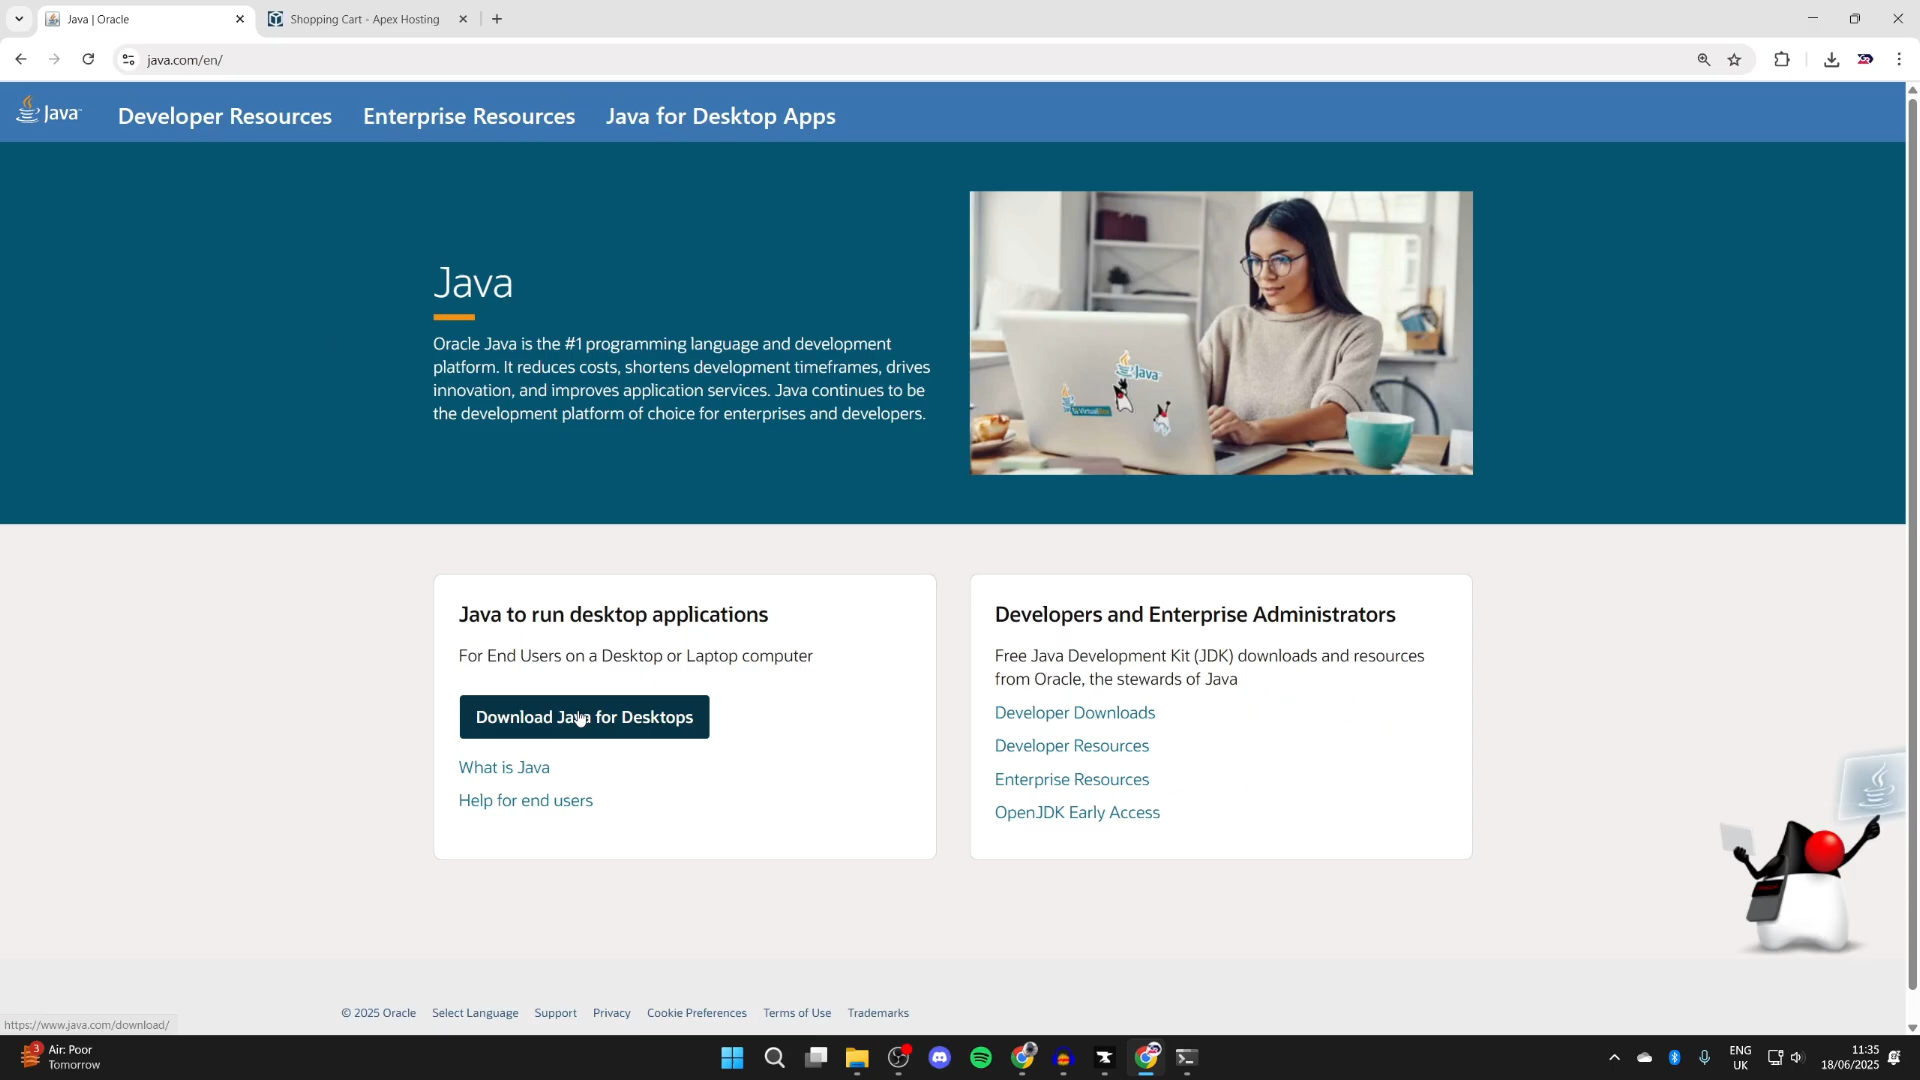 Java | Oracle
Shopping Cart - Apex Hosting
java.com/en/
Java
Developer Resources
Enterprise Resources
Java for Desktop Apps
Java
Oracle Java is the #1 programming language and development
platform. It reduces costs, shortens development timeframes, drives
innovation, and improves application services. Java continues to be
the development platform of choice for enterprises and developers.
Java
VirtualBox
Java to run desktop applications
For End Users on a Desktop or Laptop computer
Download Java for Desktops
What is Java
Help for end users
Developers and Enterprise Administrators
Free Java Development Kit (JDK) downloads and resources
from Oracle, the stewards of Java
Developer Downloads
Developer Resources
Enterprise Resources
OpenJDK Early Access
© 2025 Oracle
Select Language
Support
Privacy
Cookie Preferences
Terms of Use
Trademarks
https://www.java.com/download/
3
Air: Poor
Tomorrow
ENG
UK
11:35
18/06/2025